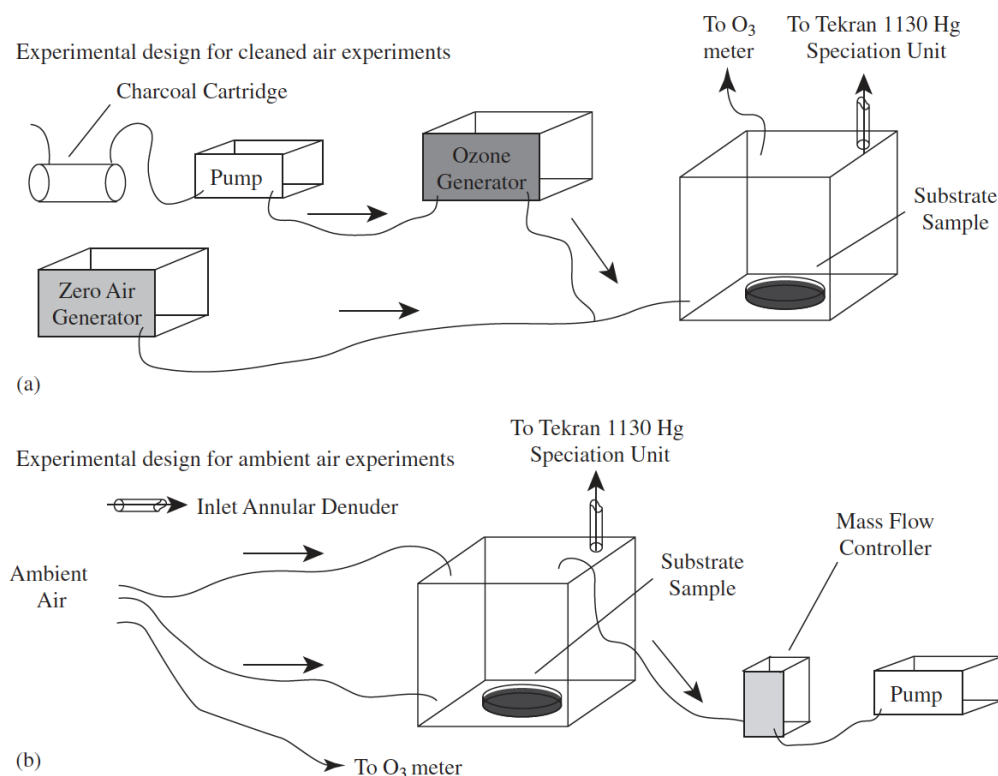 Experimental design for cleaned air experiments
Charcoal Cartridge
Pump
Ozone
Generator
To O₃
meter
To Tekran 1130 Hg
Speciation Unit
Substrate
Sample
Zero Air
Generator
(a)
Experimental design for ambient air experiments
To Tekran 1130 Hg
Speciation Unit
Inlet Annular Denuder
Mass Flow
Controller
Ambient
Air
Substrate
Sample
Pump
(b)
To O₃ meter